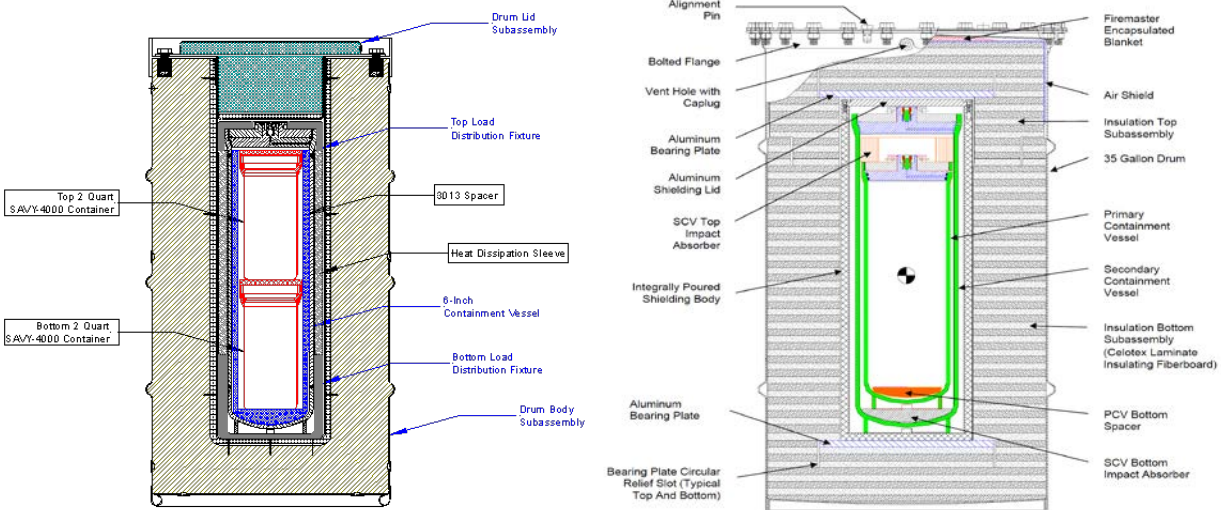 Drum Lid
Subassembly
Top Load
Distribution Fixture
Top 2 Quart
SAVY-4000 Container
3013 Spacer
Heat Dissipation Sleeve
6-Inch
Containment Vessel
Bottom 2 Quart
SAVY-4000 Container
Bottom Load
Distribution Fixture
Drum Body
Subassembly
Alignment
Pin
Bolted Flange
Vent Hole with
Caplug
Aluminum
Bearing Plate
Aluminum
Shielding Lid
SCV Top
Impact
Absorber
Integrally Poured
Shielding Body
Aluminum
Bearing Plate
Bearing Plate Circular
Relief Slot (Typical
Top And Bottom)
Firemaster
Encapsulated
Blanket
Air Shield
Insulation Top
Subassembly
35 Gallon Drum
Primary
Containment
Vessel
Secondary
Containment
Vessel
Insulation Bottom
Subassembly
(Celotex Laminate
Insulating Fiberboard)
PCV Bottom
Spacer
SCV Bottom
Impact Absorber